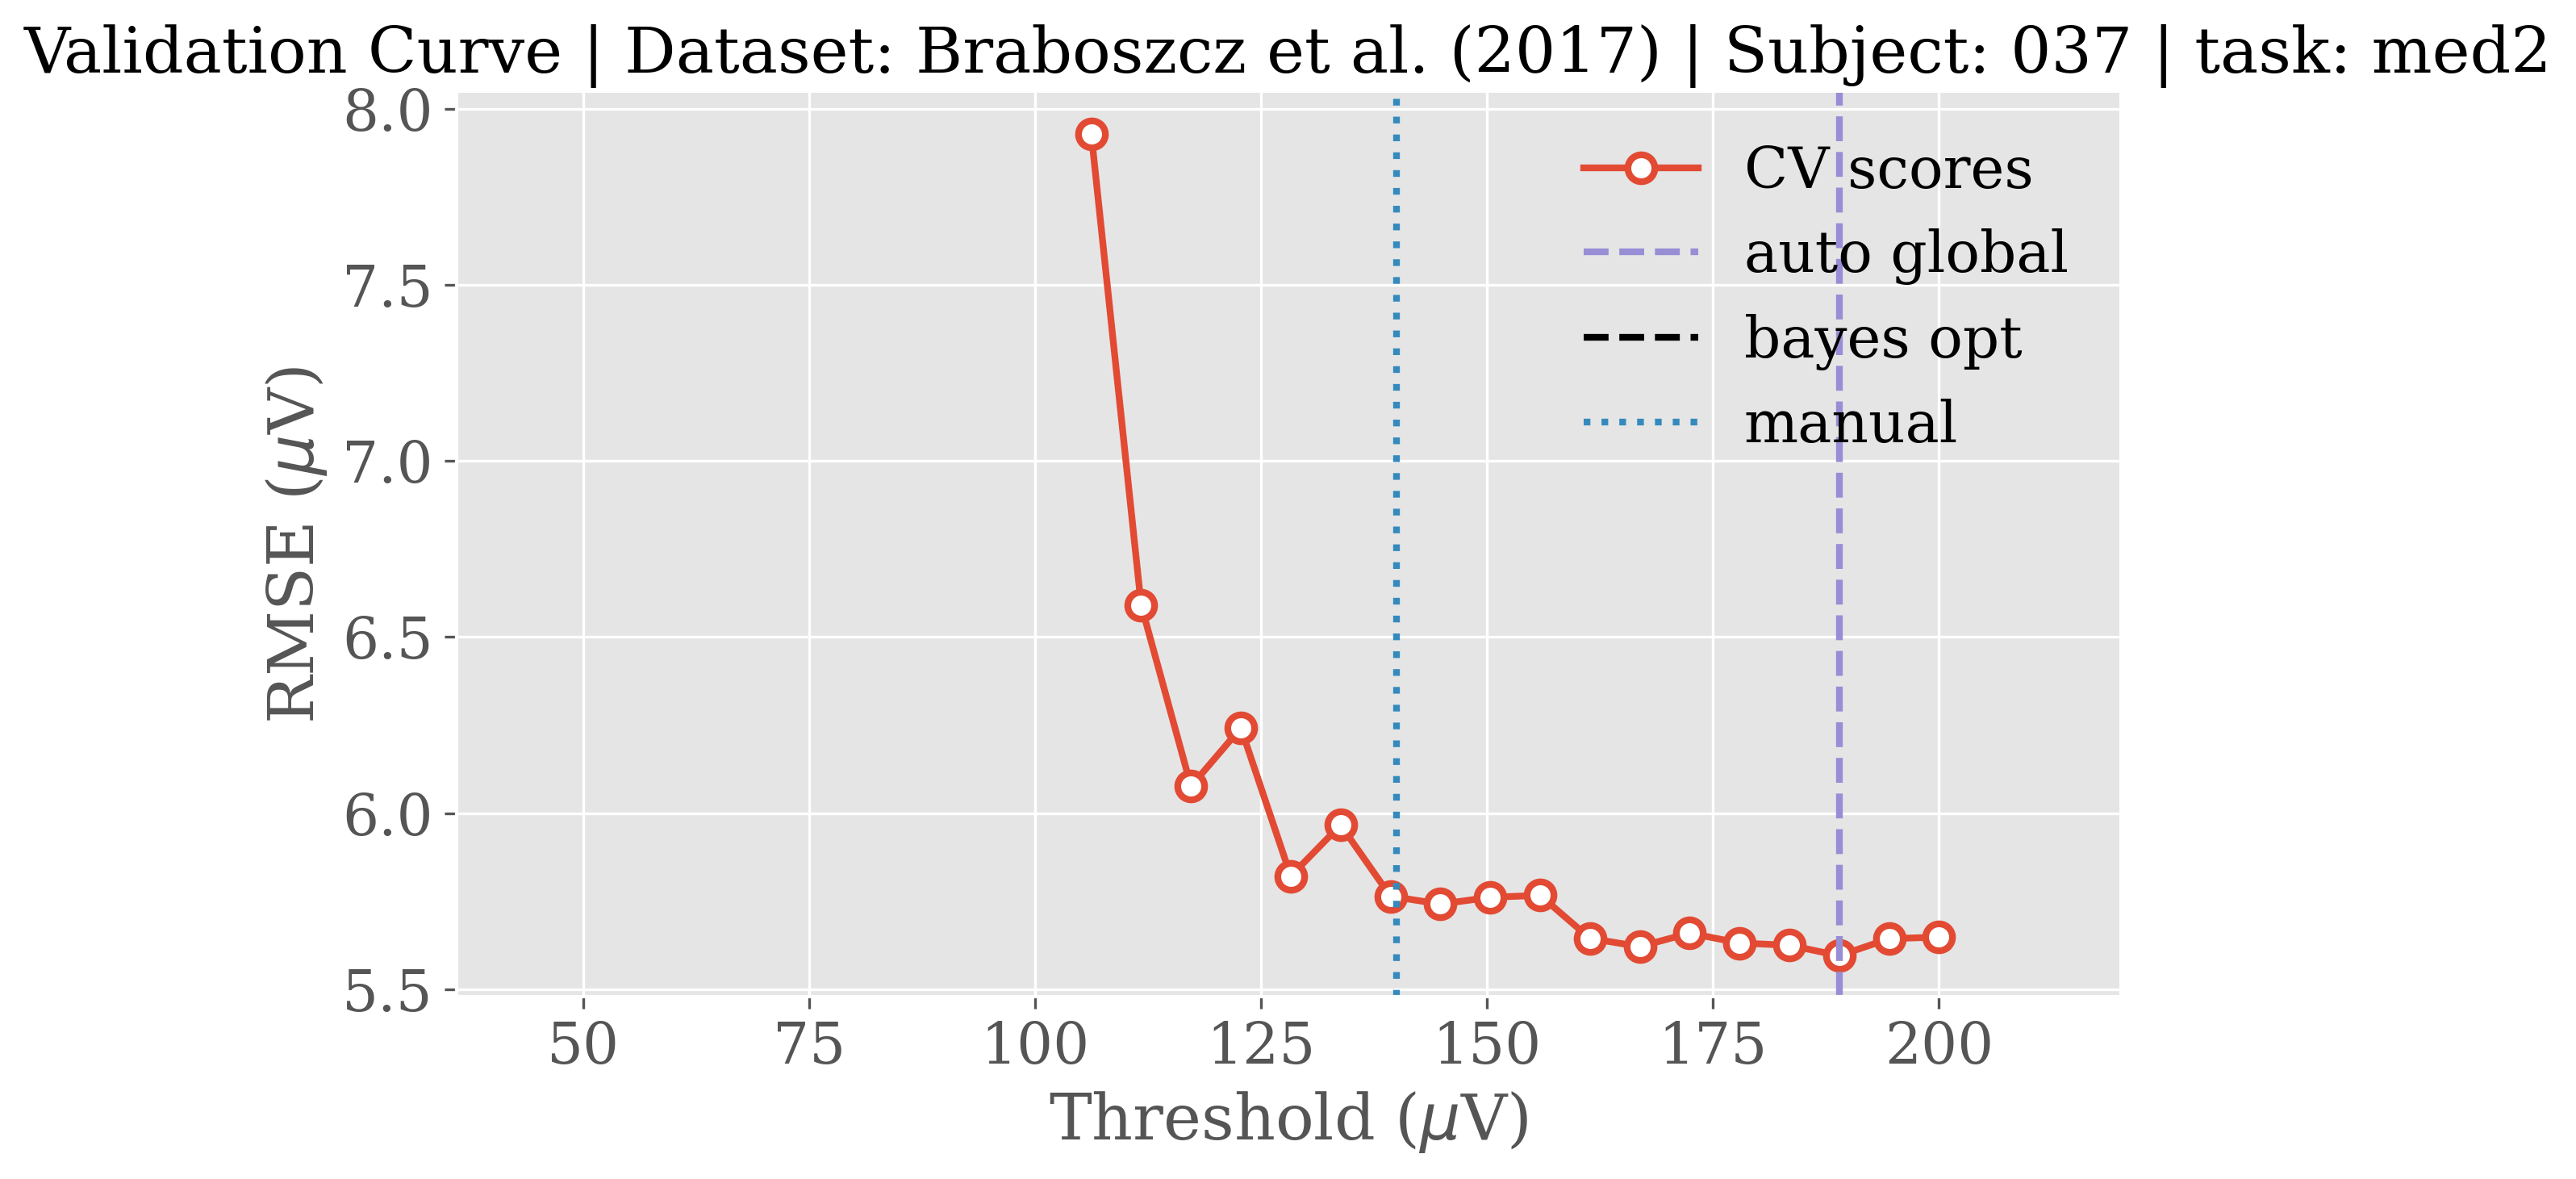 Validation Curve | Dataset: Braboszcz et al. (2017) | Subject: 037 | task: med2
8.0
7.5
7.0
6.5
6.0
5.5
RMSE (μV)
CV scores
auto global
bayes opt
manual
50 75 100 125 150 175 200
Threshold (μV)